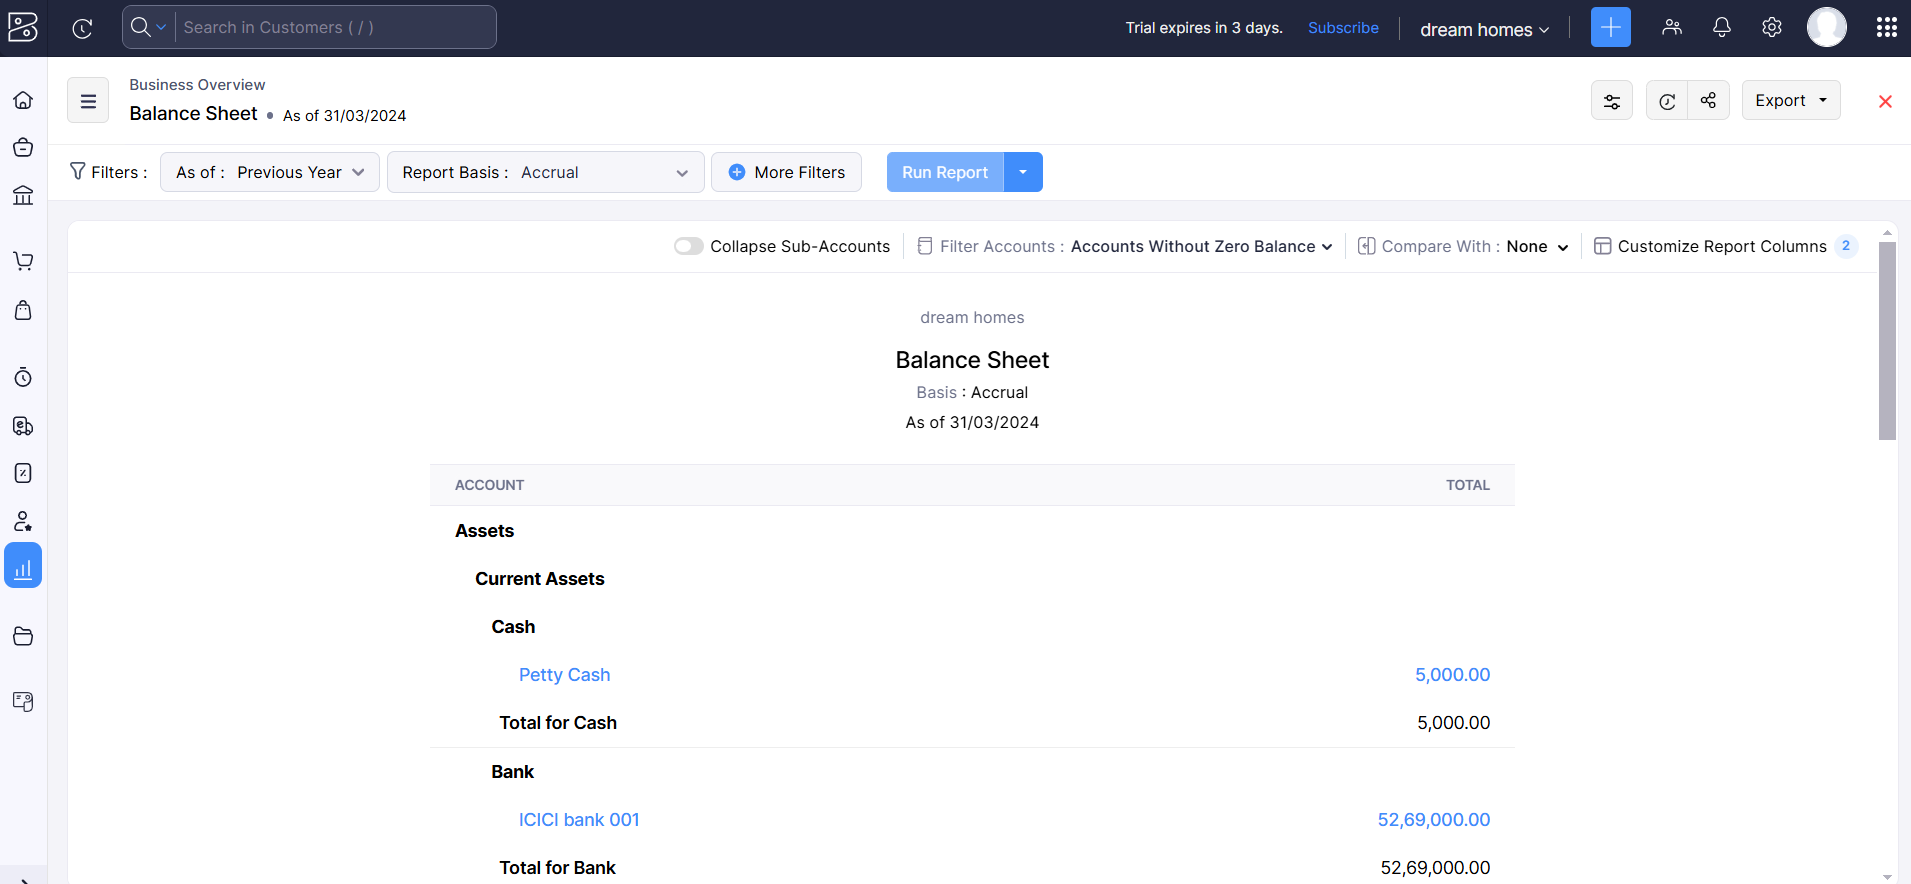 Search in Customers ( / )
Trial expires in 3 days. Subscribe dream homes
Business Overview
Balance Sheet • As of 31/03/2024
Export
Filters : As of : Previous Year Report Basis : Accrual More Filters Run Report
Collapse Sub-Accounts Filter Accounts : Accounts Without Zero Balance Compare With : None Customize Report Columns 2
dream homes
Balance Sheet
Basis : Accrual
As of 31/03/2024
ACCOUNT TOTAL
Assets
Current Assets
Cash
Petty Cash 5,000.00
Total for Cash 5,000.00
Bank
ICICI bank 001 52,69,000.00
Total for Bank 52,69,000.00